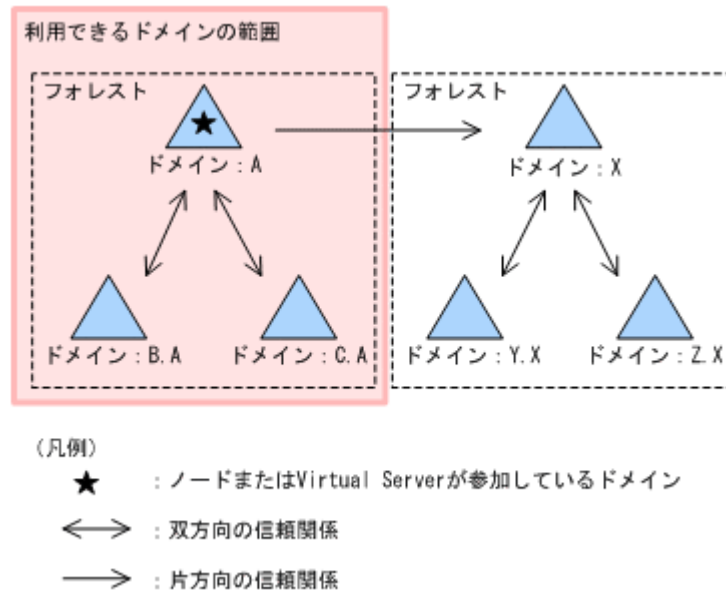 利用できるドメインの範囲
フォレスト
フォレスト
ドメイン：A
ドメイン：X
ドメイン：B.A
ドメイン：C.A
ドメイン：Y.X
ドメイン：Z.X
（凡例）
★ ：ノードまたはVirtual Serverが参加しているドメイン
：双方向の信頼関係
：片方向の信頼関係